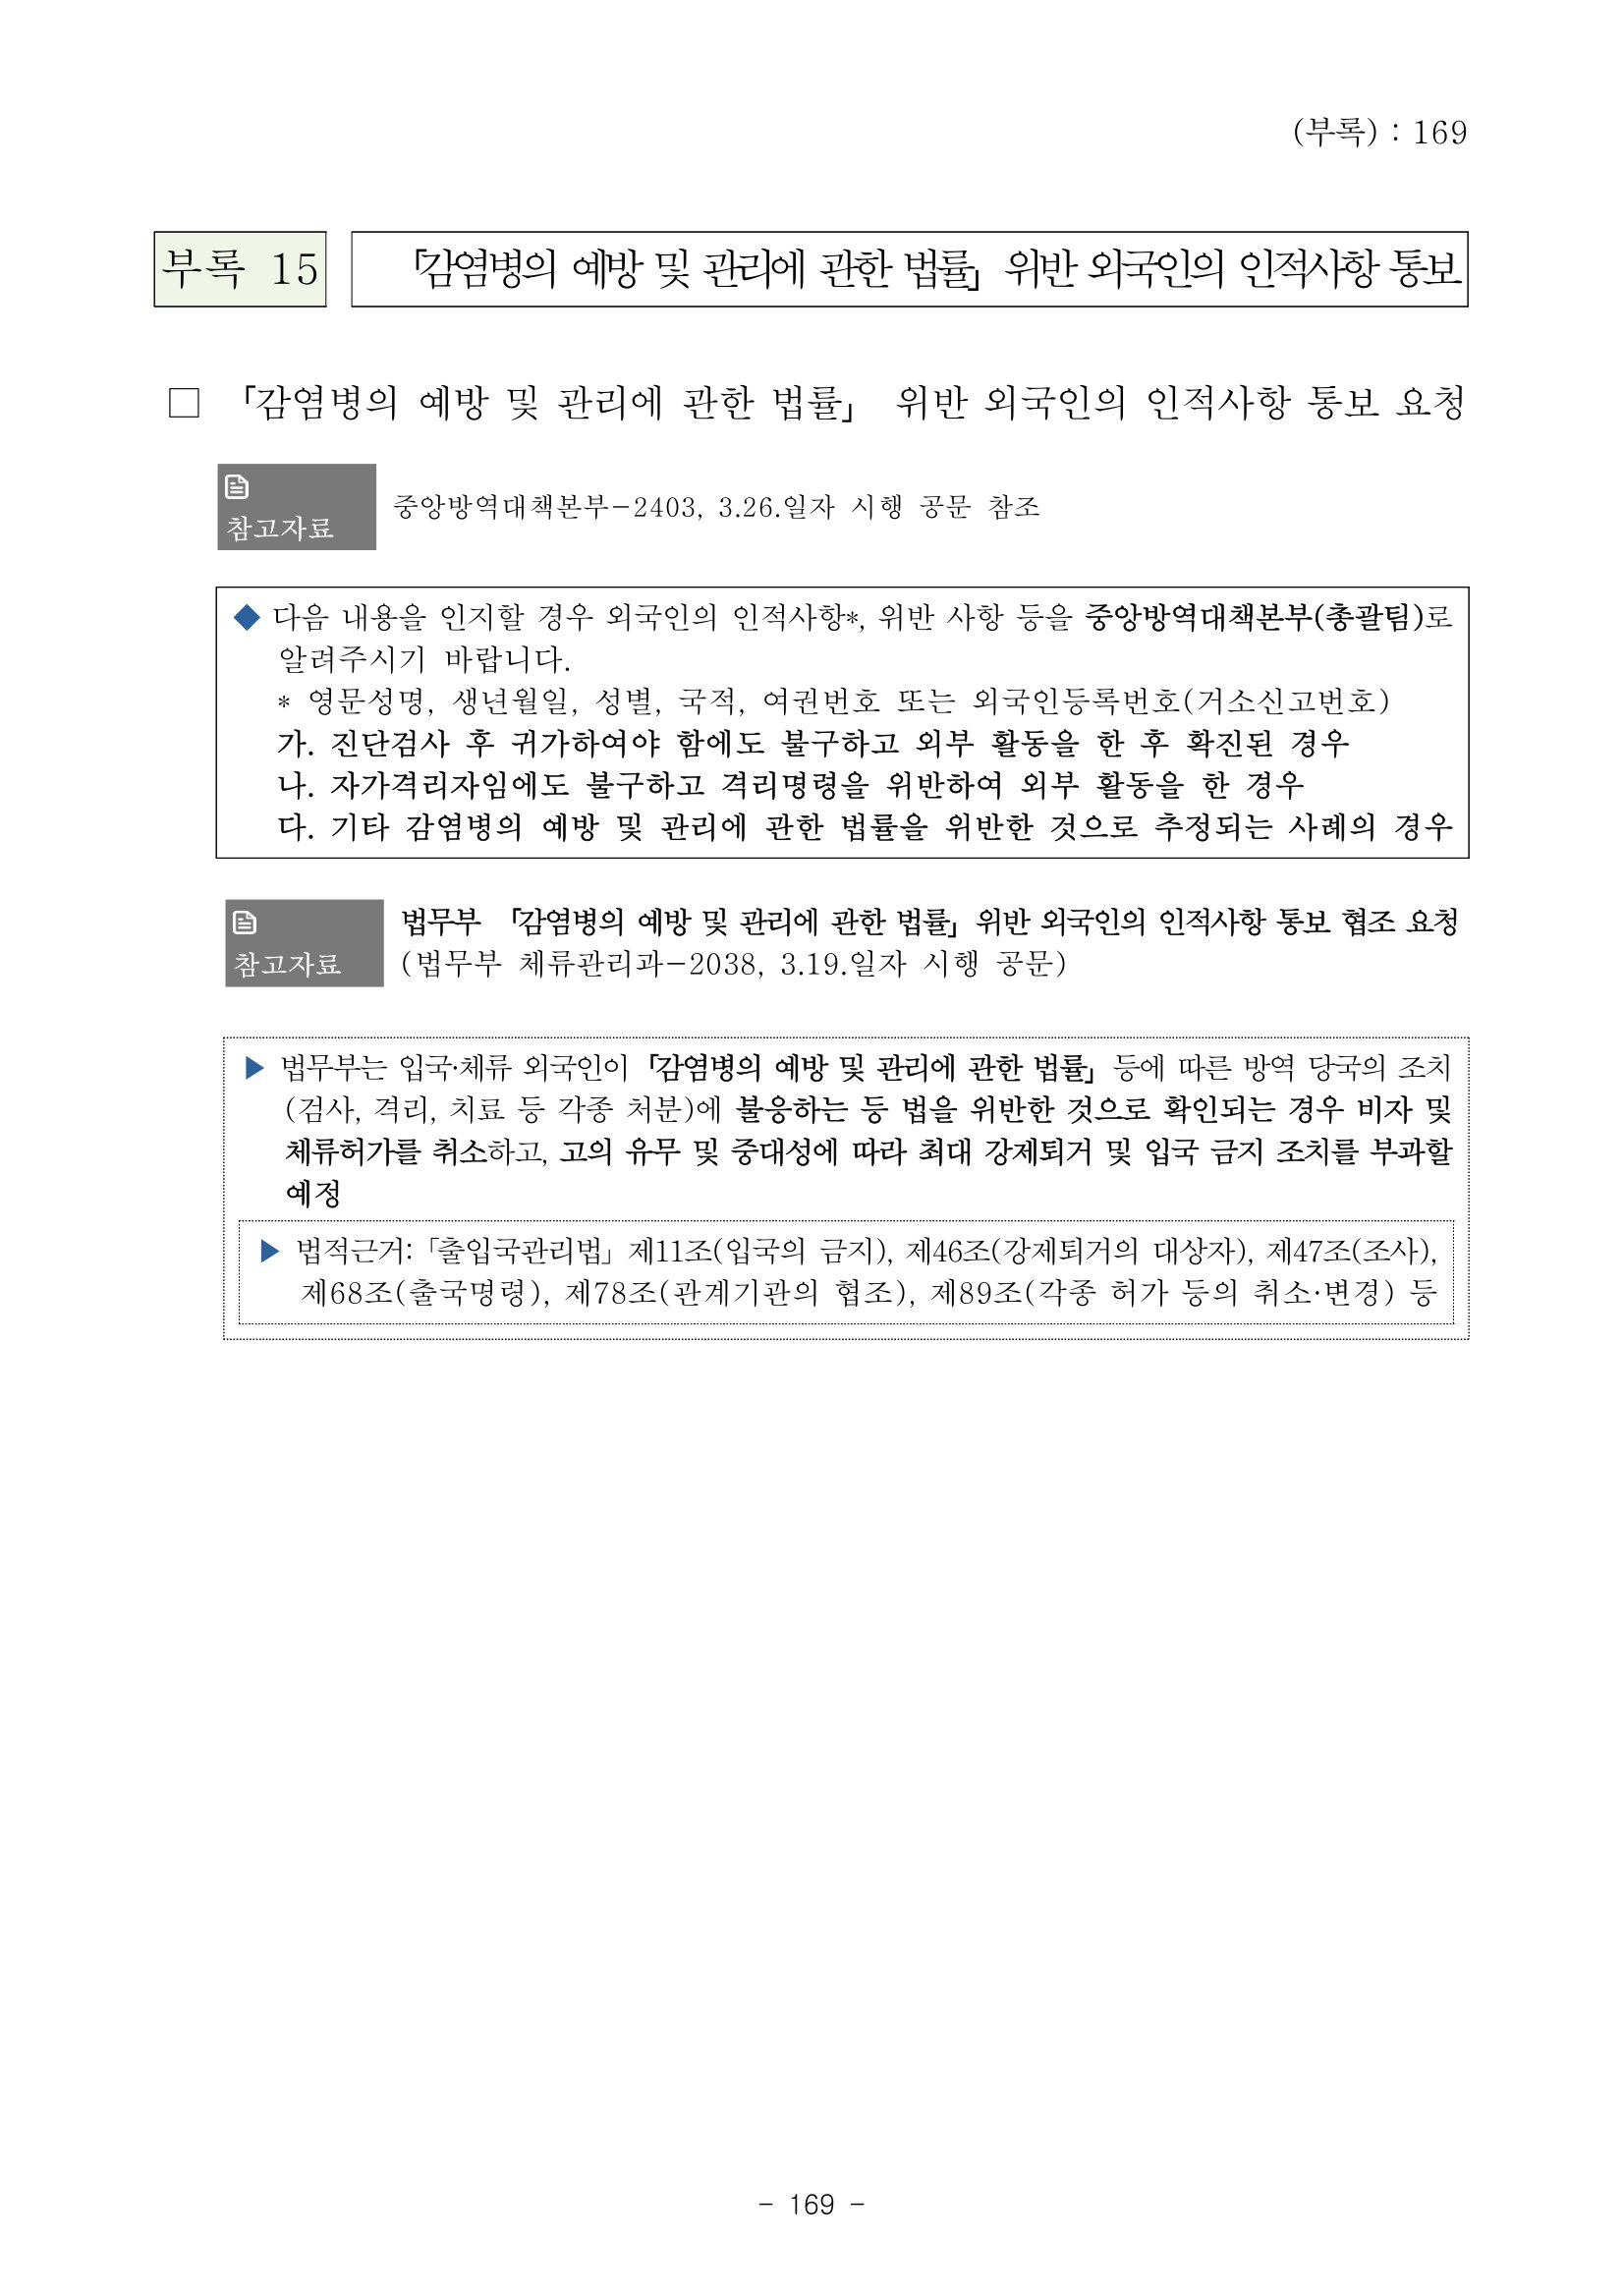 (부록) : 169
부록 15
「감염병의 예방 및 관리에 관한 법률」 위반 외국인의 인적사항 통보
□ 「감염병의 예방 및 관리에 관한 법률」 위반 외국인의 인적사항 통보 요청
참고자료
중앙방역대책본부-2403, 3.26.일자 시행 공문 참조
◆ 다음 내용을 인지할 경우 외국인의 인적사항*, 위반 사항 등을 중앙방역대책본부(총괄팀)로
알려주시기 바랍니다.
* 영문성명, 생년월일, 성별, 국적, 여권번호 또는 외국인등록번호(거소신고번호)
가. 진단검사 후 귀가하여야 함에도 불구하고 외부 활동을 한 후 확진된 경우
나. 자가격리자임에도 불구하고 격리명령을 위반하여 외부 활동을 한 경우
다. 기타 감염병의 예방 및 관리에 관한 법률을 위반한 것으로 추정되는 사례의 경우
참고자료
법무부 「감염병의 예방 및 관리에 관한 법률」 위반 외국인의 인적사항 통보 협조 요청
(법무부 체류관리과-2038, 3.19.일자 시행 공문)
▶ 법무부는 입국·체류 외국인이 「감염병의 예방 및 관리에 관한 법률」 등에 따른 방역 당국의 조치
(검사, 격리, 치료 등 각종 처분)에 불응하는 등 법을 위반한 것으로 확인되는 경우 비자 및
체류허가를 취소하고, 고의 유무 및 중대성에 따라 최대 강제퇴거 및 입국 금지 조치를 부과할
예정
▶ 법적근거:「출입국관리법」 제11조(입국의 금지), 제46조(강제퇴거의 대상자), 제47조(조사),
제68조(출국명령), 제78조(관계기관의 협조), 제89조(각종 허가 등의 취소·변경) 등
- 169 -